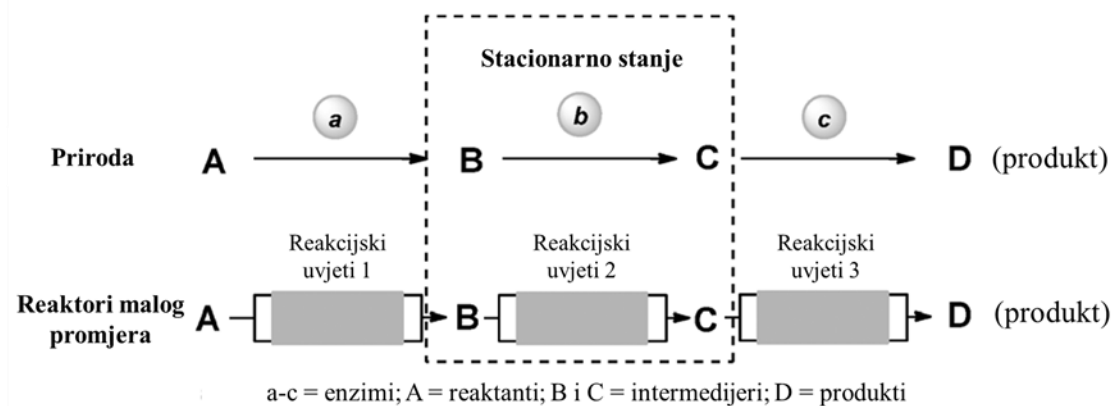 Stacionarno stanje
a b c
Priroda A B C D (produkt)
Reakcijski uvjeti 1
Reakcijski uvjeti 2
Reakcijski uvjeti 3
Reaktori malog promjera A B C D (produkt)
a-c = enzimi; A = reaktanti; B i C = intermedijeri; D = produkti